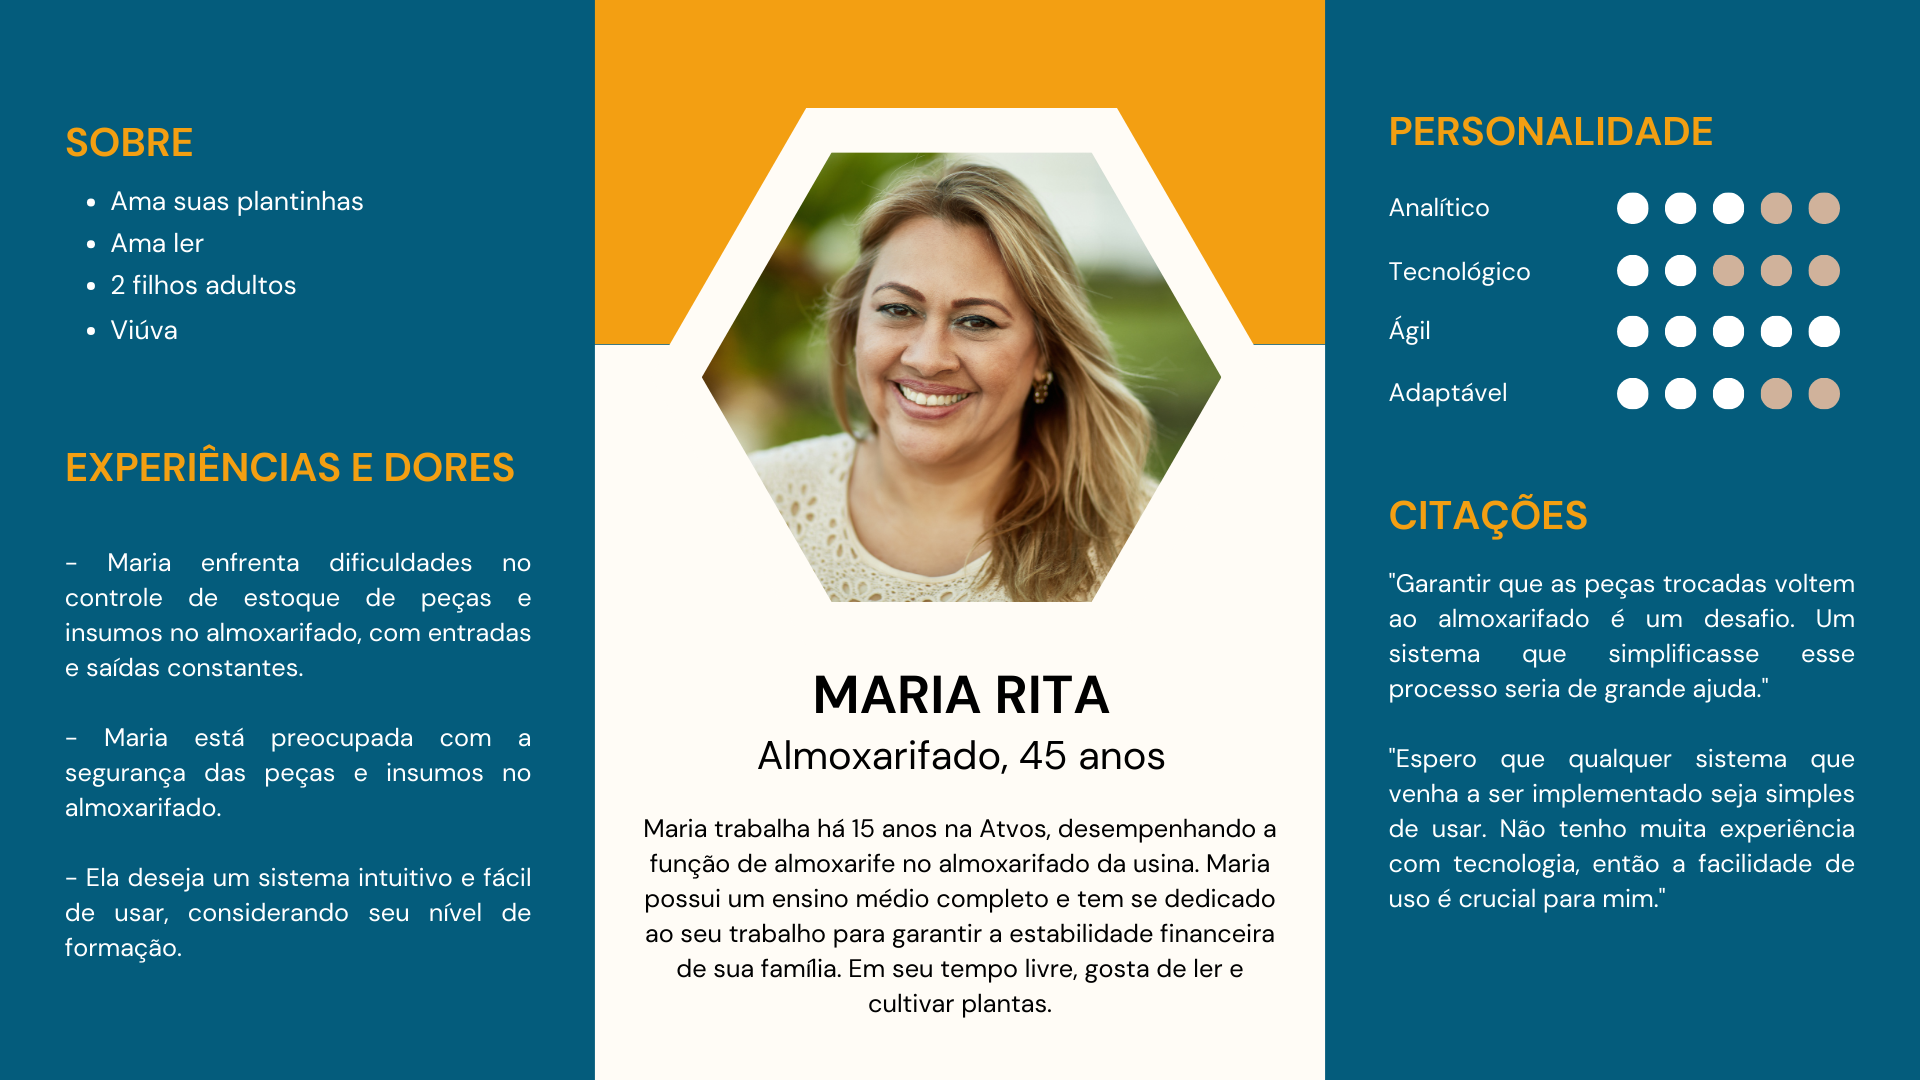 SOBRE
• Ama suas plantinhas
• Ama ler
• 2 filhos adultos
• Viúva
EXPERIÊNCIAS E DORES
- Maria enfrenta dificuldades no
controle de estoque de peças e
insumos no almoxarifado, com entradas
e saídas constantes.
- Maria está preocupada com a
segurança das peças e insumos no
almoxarifado.
- Ela deseja um sistema intuitivo e fácil
de usar, considerando seu nível de
formação.
MARIA RITA
Almoxarifado, 45 anos
Maria trabalha há 15 anos na Atvos, desempenhando a
função de almoxarife no almoxarifado da usina. Maria
possui um ensino médio completo e tem se dedicado
ao seu trabalho para garantir a estabilidade financeira
de sua família. Em seu tempo livre, gosta de ler e
cultivar plantas.
PERSONALIDADE
Analítico
Tecnológico
Ágil
Adaptável
CITAÇÕES
"Garantir que as peças trocadas voltem
ao almoxarifado é um desafio. Um
sistema que simplificasse esse
processo seria de grande ajuda."
"Espero que qualquer sistema que
venha a ser implementado seja simples
de usar. Não tenho muita experiência
com tecnologia, então a facilidade de
uso é crucial para mim."